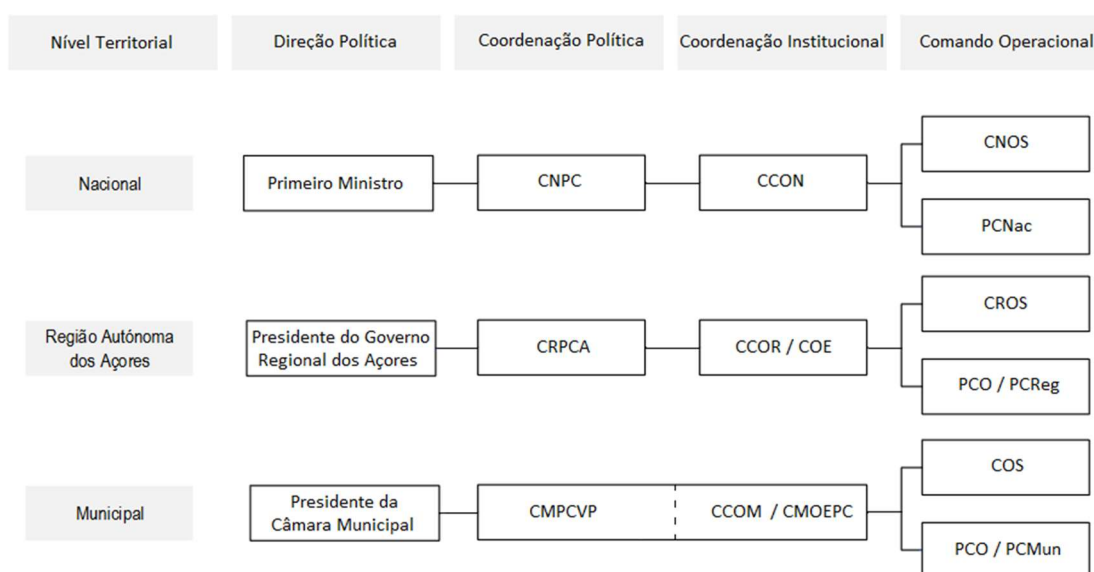 Nível Territorial
Direção Política
Coordenação Política
Coordenação Institucional
Comando Operacional
Nacional
Primeiro Ministro
CNPC
CCON
CNOS
PCNac
Região Autónoma
dos Açores
Presidente do Governo
Regional dos Açores
CRPCA
CCOR / COE
CROS
PCO / PCReg
Municipal
Presidente da
Câmara Municipal
CMPCVP
CCOM / CMOEPC
COS
PCO / PCMun